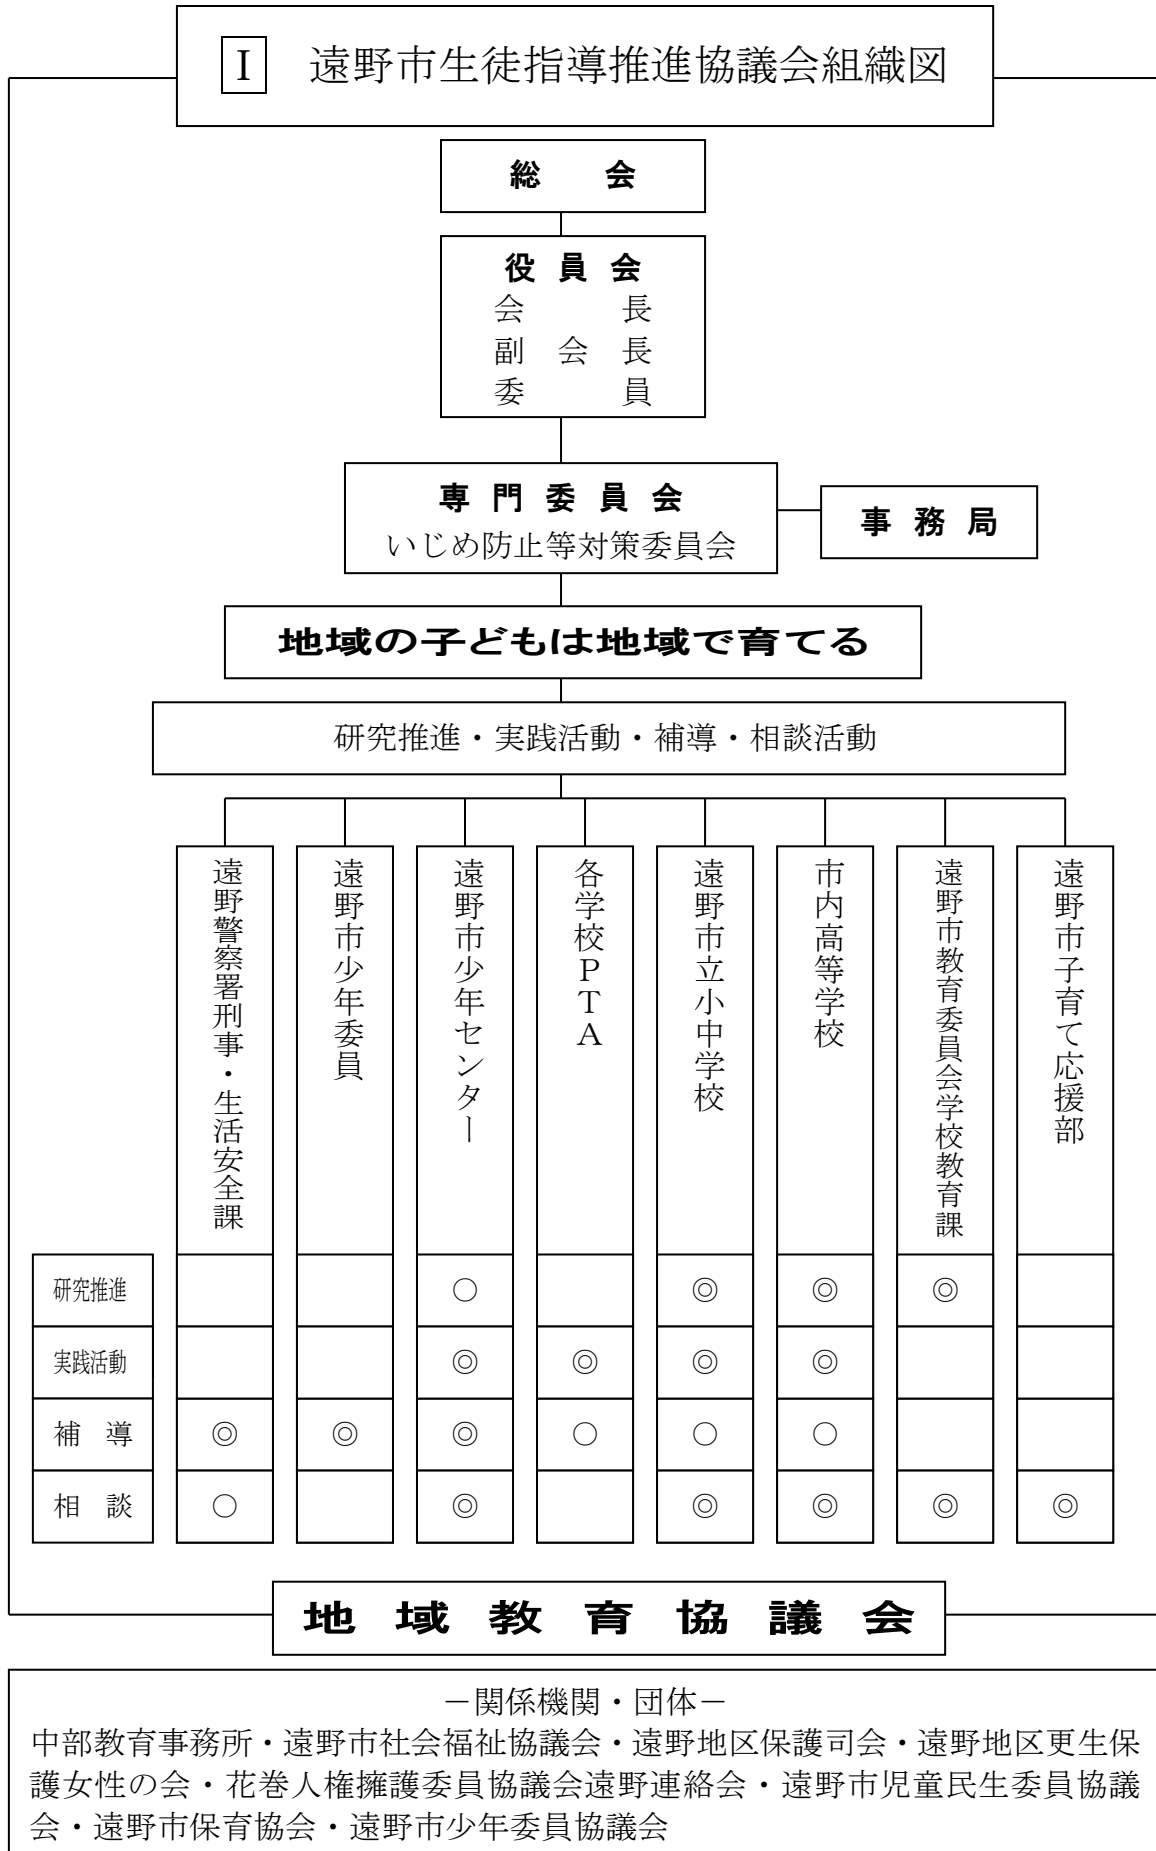 Ⅰ 遠野市生徒指導推進協議会組織図
総 会
役 員 会
会 長
副 会 長
委 員
専 門 委 員 会
いじめ防止等対策委員会
事 務 局
地域の子どもは地域で育てる
研究推進・実践活動・補導・相談活動
遠野警察署刑事・生活安全課
遠野市少年委員
遠野市少年センター
各学校PTA
遠野市立小中学校
市内高等学校
遠野市教育委員会学校教育課
遠野市子育て応援部
研究推進 ○ ◎ ◎ ◎
実践活動 ◎ ◎ ◎ ◎
補 導 ◎ ◎ ◎ ○ ○ ○
相 談 ○ ◎ ◎ ◎ ◎ ◎
地 域 教 育 協 議 会
－関係機関・団体－
中部教育事務所・遠野市社会福祉協議会・遠野地区保護司会・遠野地区更生保
護女性の会・花巻人権擁護委員協議会遠野連絡会・遠野市児童民生委員協議
会・遠野市保育協会・遠野市少年委員協議会